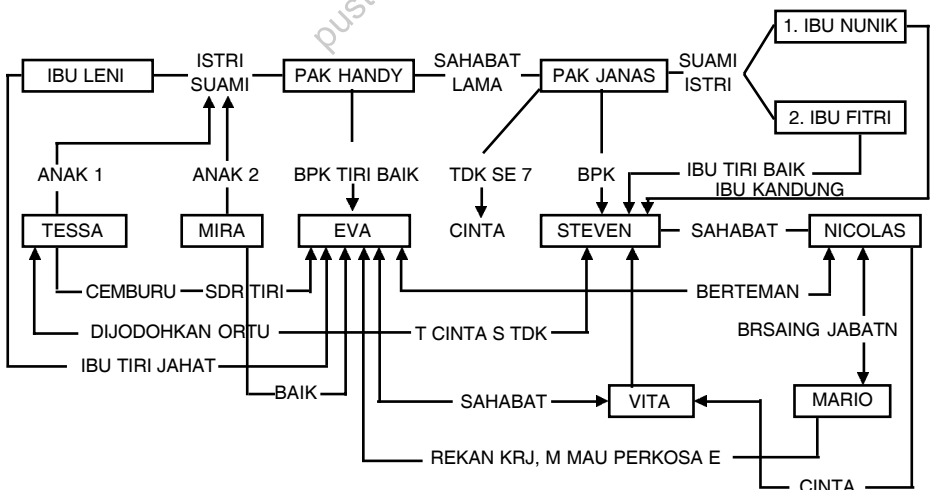 pust
1. IBU NUNIK
IBU LENI
ISTRI
SUAMI
PAK HANDY
SAHABAT
LAMA
PAK JANAS
SUAMI
ISTRI
2. IBU FITRI
ANAK 1
ANAK 2
BPK TIRI BAIK
TDK SE 7
BPK
IBU TIRI BAIK
IBU KANDUNG
TESSA
MIRA
EVA
CINTA
STEVEN
SAHABAT
NICOLAS
CEMBURU
SDR TIRI
BERTEMAN
DIJODOHKAN ORTU
T CINTA S TDK
BRSAING JABATN
IBU TIRI JAHAT
BAIK
SAHABAT
VITA
MARIO
REKAN KRJ, M MAU PERKOSA E
CINTA